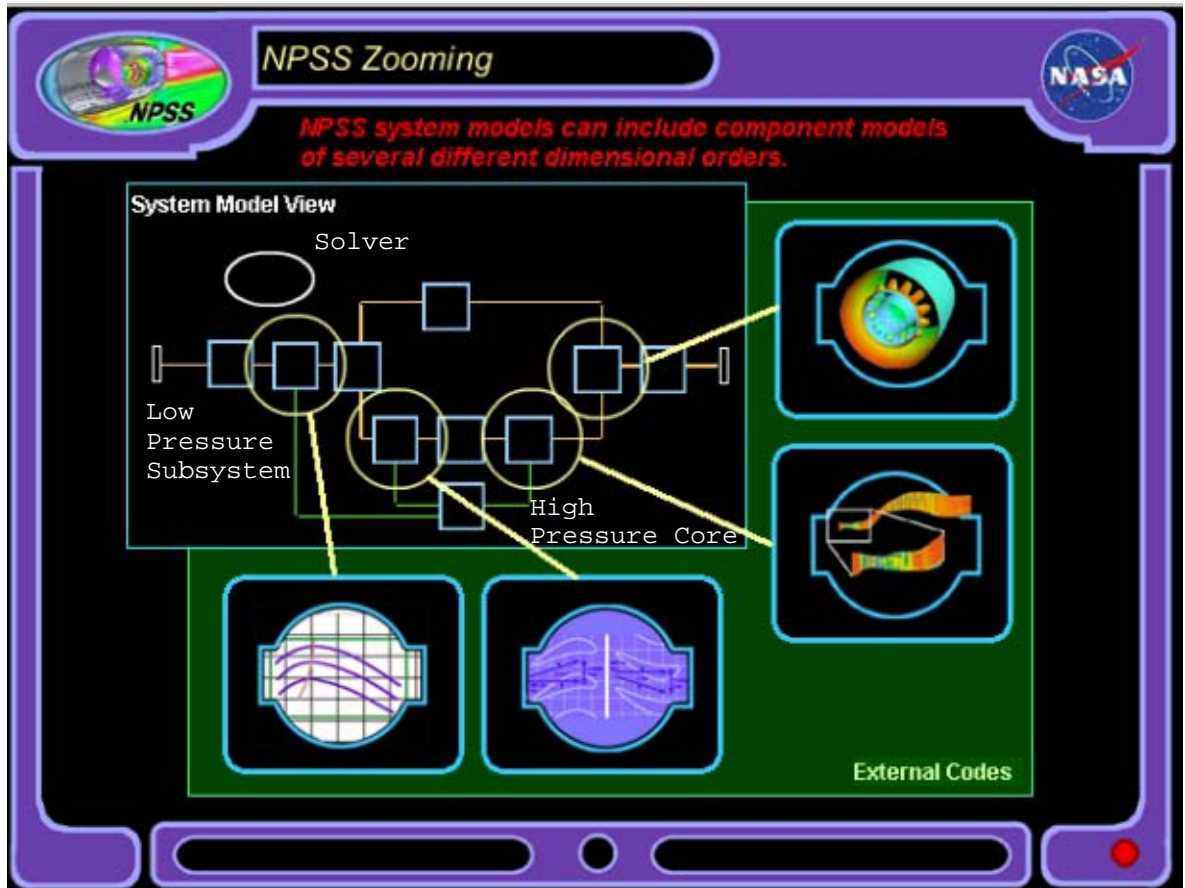 NPSS Zooming
NPSS
NASA
NPSS system models can include component models
of several different dimensional orders.
System Model View
Solver
Low
Pressure
Subsystem
High
Pressure Core
External Codes